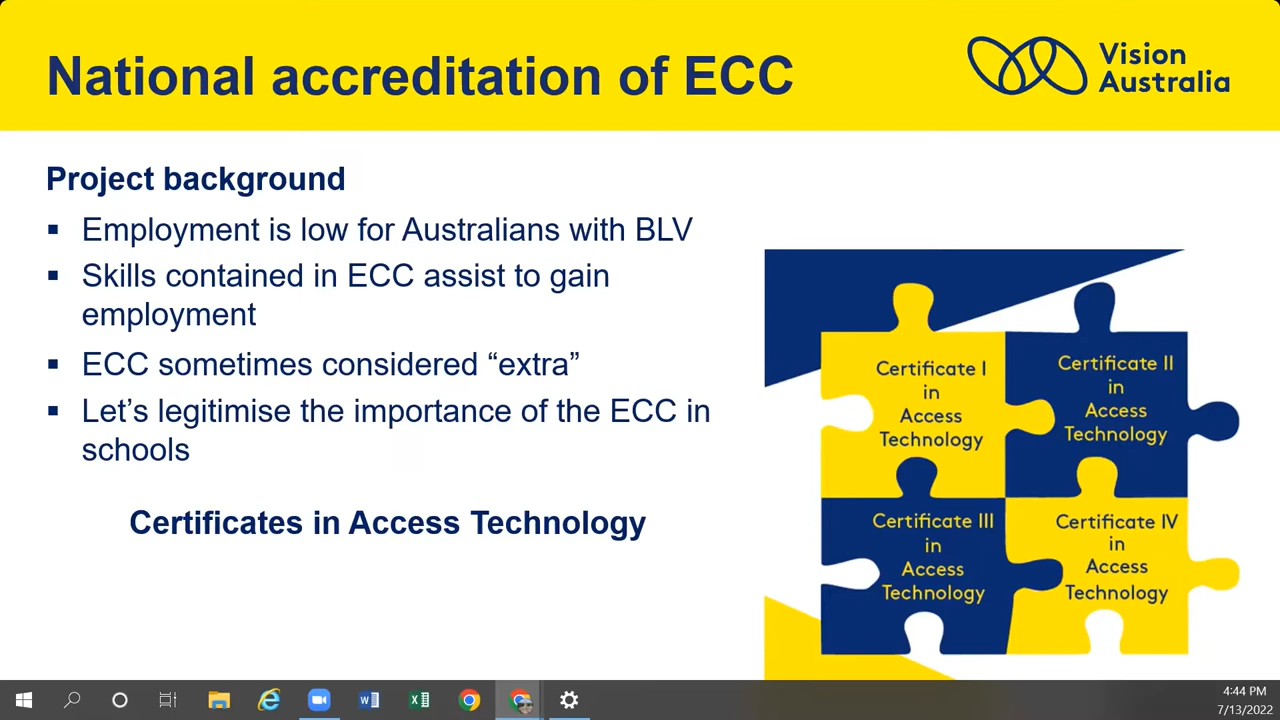 National accreditation of ECC
Vision
Australia
Project background
▪ Employment is low for Australians with BLV
▪ Skills contained in ECC assist to gain
employment
▪ ECC sometimes considered “extra”
▪ Let’s legitimise the importance of the ECC in
schools
Certificates in Access Technology
Certificate I
in
Access
Technology
Certificate II
in
Access
Technology
Certificate III
in
Access
Technology
Certificate IV
in
Access
Technology
4:44 PM
7/13/2022